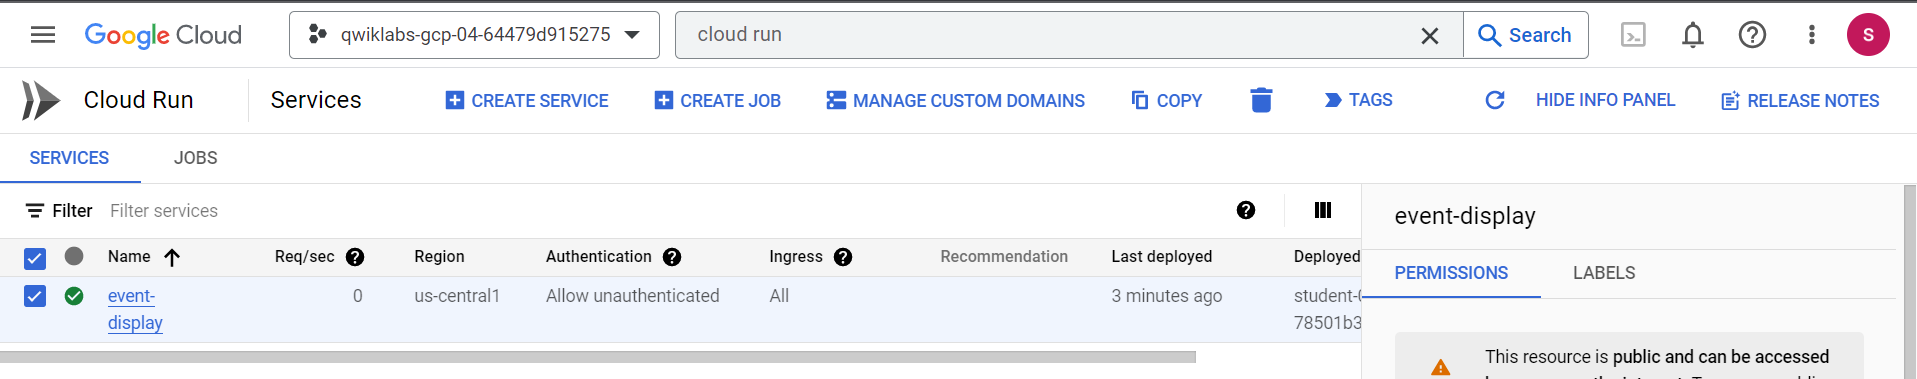 Google Cloud qwiklabs-gcp-04-64479d915275 cloud run Search S
Cloud Run Services CREATE SERVICE CREATE JOB MANAGE CUSTOM DOMAINS COPY TAGS HIDE INFO PANEL RELEASE NOTES
SERVICES JOBS
Filter Filter services
Name Req/sec Region Authentication Ingress Recommendation Last deployed Deployed
event- 0 us-central1 Allow unauthenticated All 3 minutes ago student-
display 78501b3
event-display
PERMISSIONS LABELS
This resource is public and can be accessed